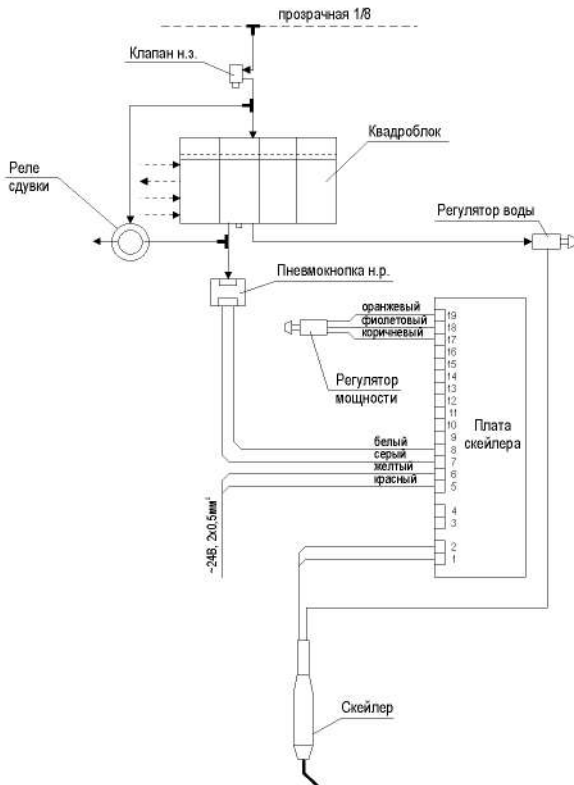 прозрачная 1/8
Клапан н.з.
Квадроблок
Реле
сдувки
Регулятор воды
Пневмокнопка н.р.
оранжевый
фиолетовый
коричневый
Регулятор
мощности
19
18
17
16
15
14
13
12
11
10
9
8
7
6
5
4
3
2
1
Плата
скейлера
белый
серый
желтый
красный
~24В, 2х0,5мм²
Скейлер